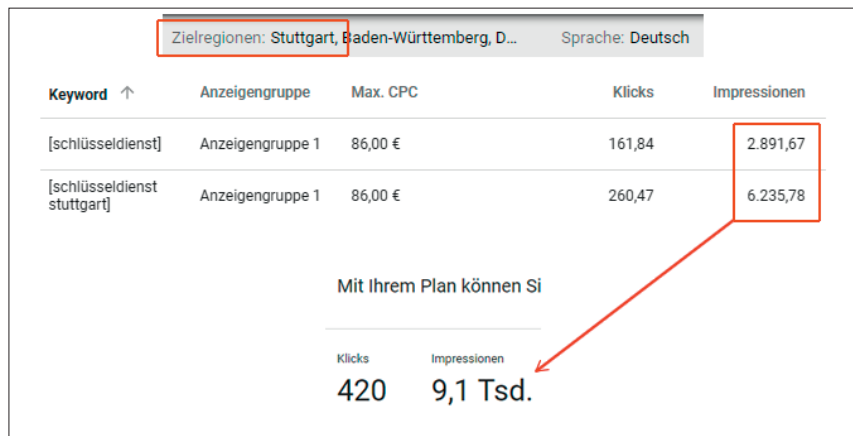 Zielregionen: Stuttgart, Baden-Württemberg, D... Sprache: Deutsch
Keyword ↑ Anzeigengruppe Max. CPC Klicks Impressionen
[schlüsseldienst] Anzeigengruppe 1 86,00 € 161,84 2.891,67
[schlüsseldienst
stuttgart] Anzeigengruppe 1 86,00 € 260,47 6.235,78
Mit Ihrem Plan können Si
Klicks Impressionen
420 9,1 Tsd.